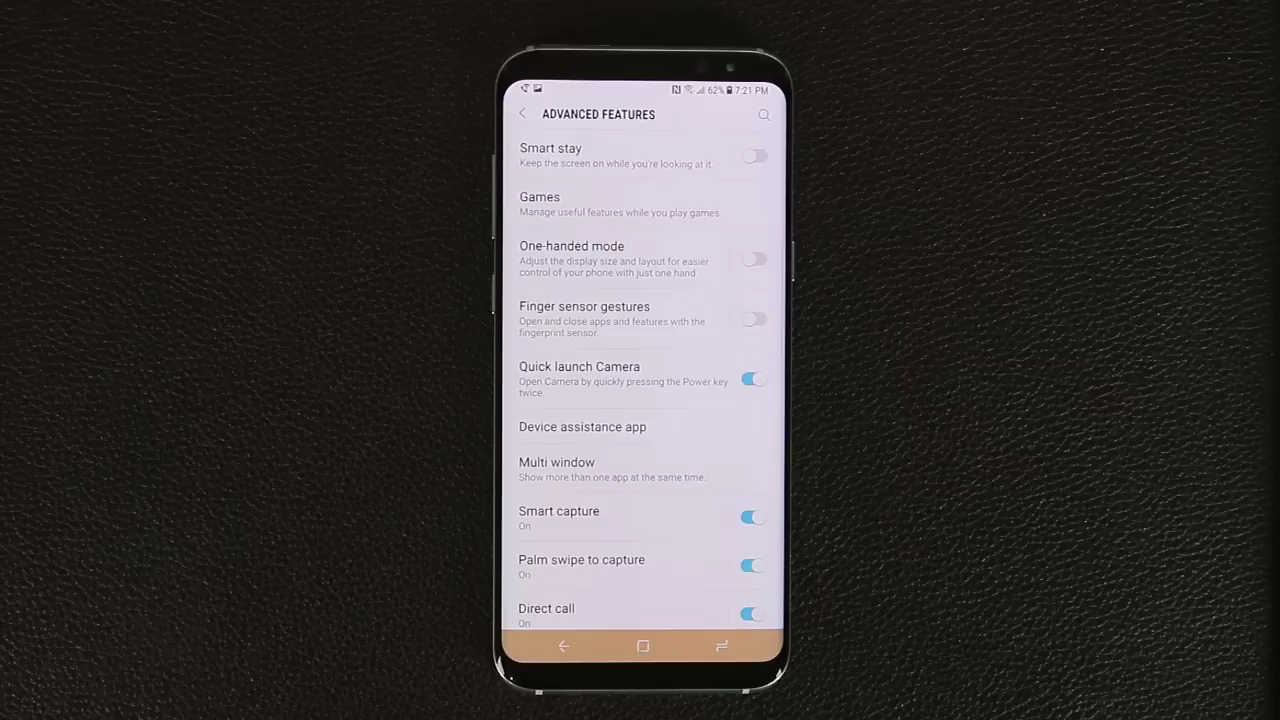 62% 7:21 PM
ADVANCED FEATURES
Smart stay
Keep the screen on while you're looking at it.
Games
Manage useful features while you play games.
One-handed mode
Adjust the display size and layout for easier
control of your phone with just one hand.
Finger sensor gestures
Open and close apps and features with the
fingerprint sensor.
Quick launch Camera
Open Camera by quickly pressing the Power key
twice.
Device assistance app
Multi window
Show more than one app at the same time.
Smart capture
On
Palm swipe to capture
On
Direct call
On